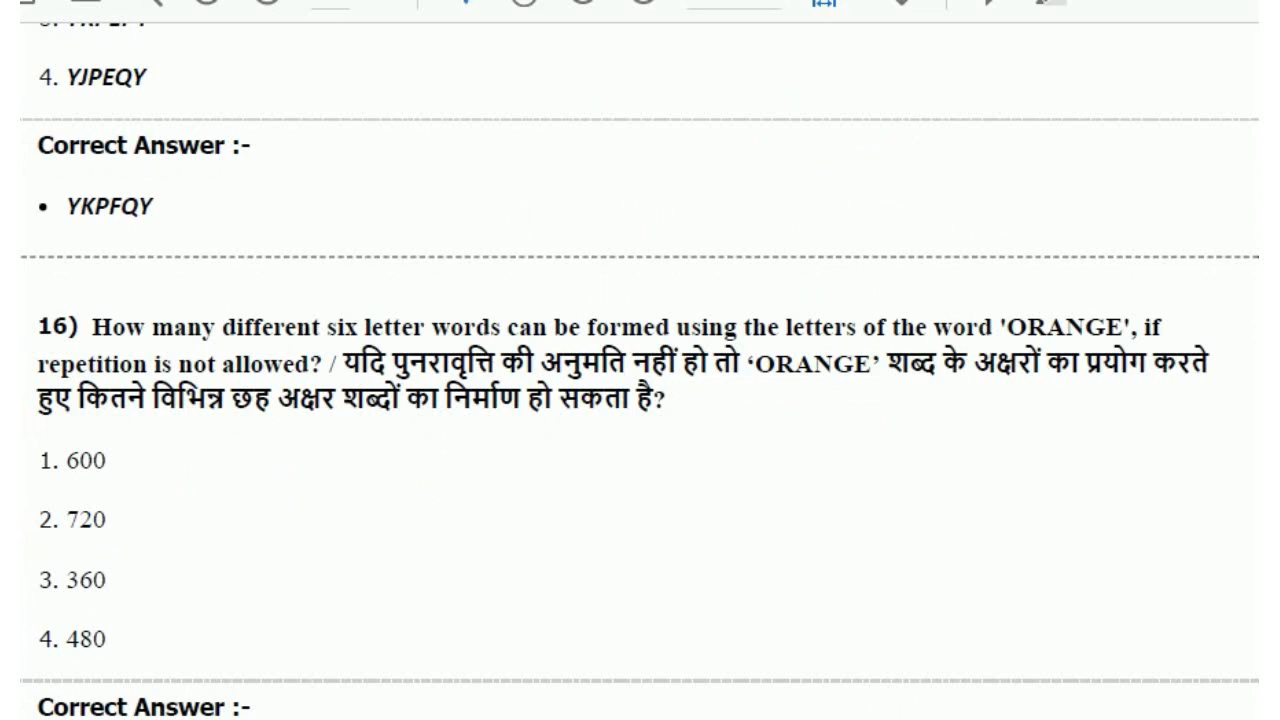 4. YJPEQY
Correct Answer :-
• YKPFQY
16) How many different six letter words can be formed using the letters of the word 'ORANGE', if
repetition is not allowed? / यदि पुनरावृत्ति की अनुमति नहीं हो तो ‘ORANGE’ शब्द के अक्षरों का प्रयोग करते
हुए कितने विभिन्न छह अक्षर शब्दों का निर्माण हो सकता है?
1. 600
2. 720
3. 360
4. 480
Correct Answer :-